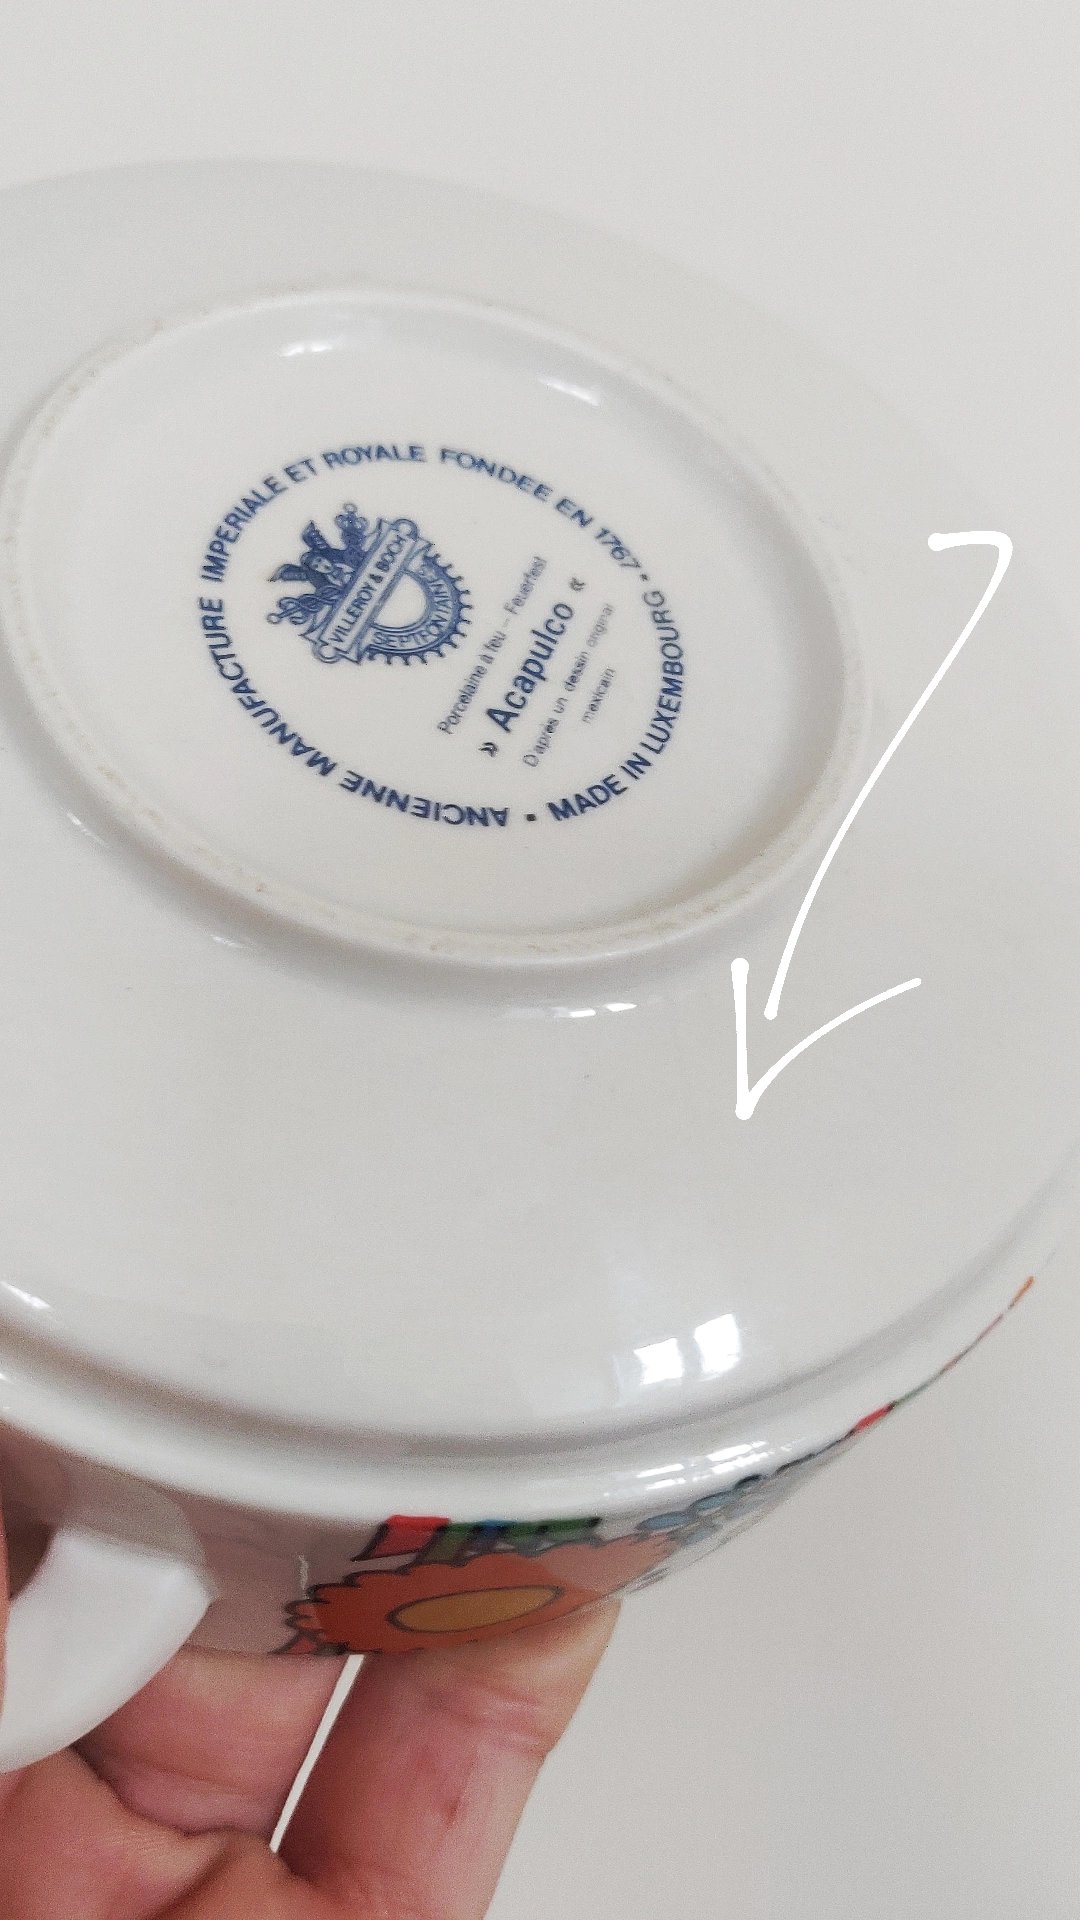 ANCIENNE MANUFACTURE IMPERIALE ET ROYALE FONDEE EN 1767 • MADE IN LUXEMBOURG •
VILLEROY & BOCH
SEPTFONTAINES
Porcelaine à feu - Feuerfest
» Acapulco «
D'après un dessin original
mexicain